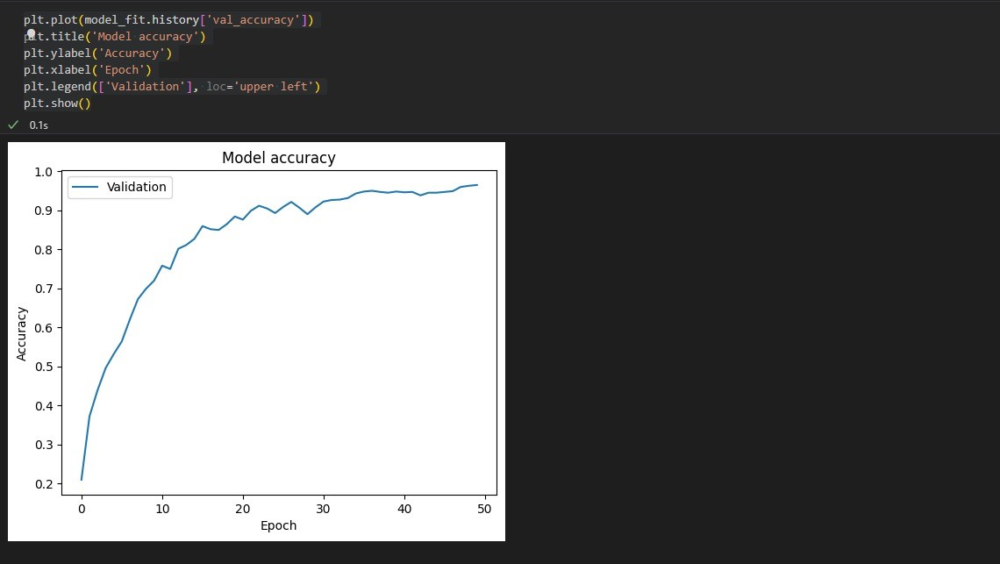 plt.plot(model_fit.history['val_accuracy'])
plt.title('Model accuracy')
plt.ylabel('Accuracy')
plt.xlabel('Epoch')
plt.legend(['Validation'], loc='upper left')
plt.show()
0.1s
Model accuracy
Validation
1.0
0.9
0.8
0.7
0.6
0.5
0.4
0.3
0.2
Accuracy
0 10 20 30 40 50
Epoch